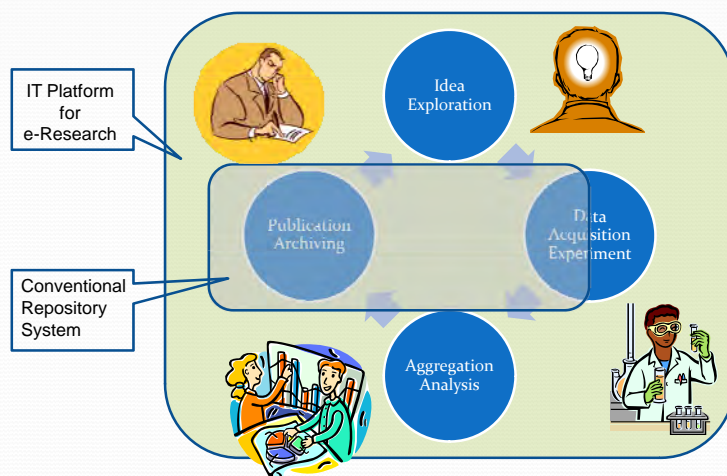 IT Platform
for
e-Research
Idea
Exploration
Publication
Archiving
Data
Acquisition
Experiment
Conventional
Repository
System
Aggregation
Analysis